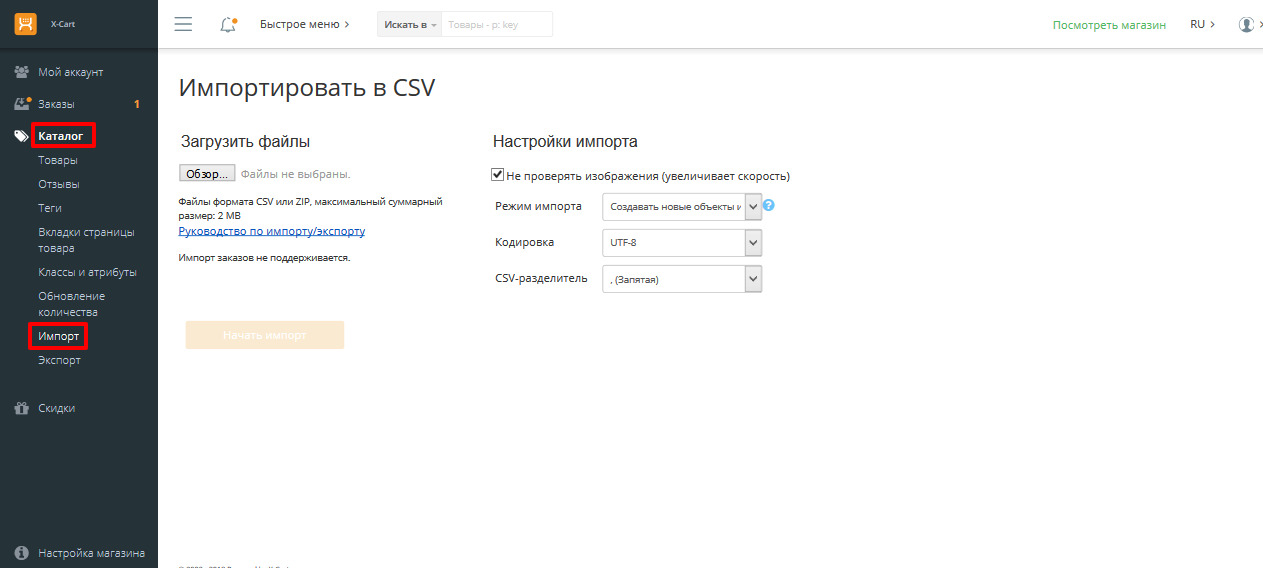 X-Cart
Быстрое меню
Искать в
Товары - p: key
Посмотреть магазин
RU
Мой аккаунт
Заказы
1
Каталог
Товары
Отзывы
Теги
Вкладки страницы
товара
Классы и атрибуты
Обновление
количества
Импорт
Экспорт
Скидки
Настройка магазина
Импортировать в CSV
Загрузить файлы
Обзор...
Файлы не выбраны.
Файлы формата CSV или ZIP, максимальный суммарный
размер: 2 MB
Руководство по импорту/экспорту
Импорт заказов не поддерживается.
Начать импорт
Настройки импорта
Не проверять изображения (увеличивает скорость)
Режим импорта
Создавать новые объекты и
?
Кодировка
UTF-8
CSV-разделитель
, (Запятая)